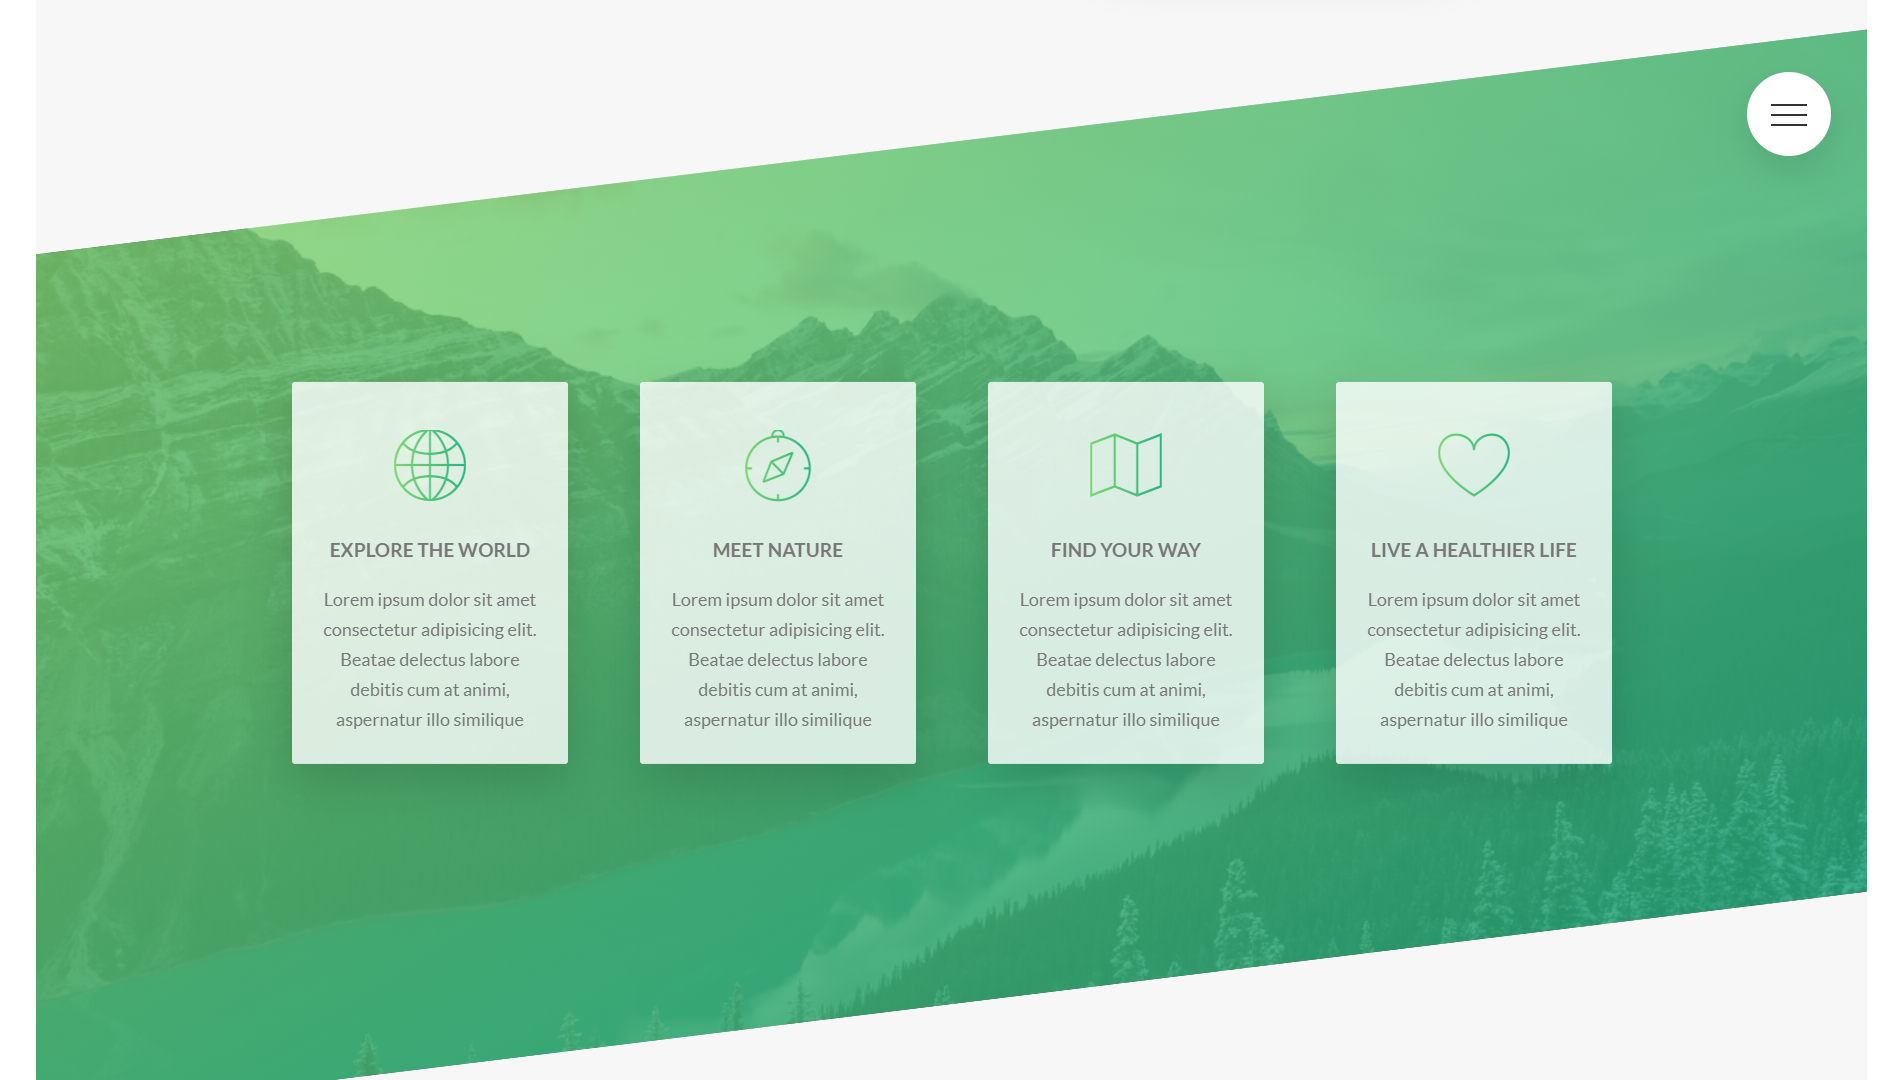 EXPLORE THE WORLD
Lorem ipsum dolor sit amet
consectetur adipisicing elit.
Beatae delectus labore
debitis cum at animi,
aspernatur illo similique
MEET NATURE
Lorem ipsum dolor sit amet
consectetur adipisicing elit.
Beatae delectus labore
debitis cum at animi,
aspernatur illo similique
FIND YOUR WAY
Lorem ipsum dolor sit amet
consectetur adipisicing elit.
Beatae delectus labore
debitis cum at animi,
aspernatur illo similique
LIVE A HEALTHIER LIFE
Lorem ipsum dolor sit amet
consectetur adipisicing elit.
Beatae delectus labore
debitis cum at animi,
aspernatur illo similique